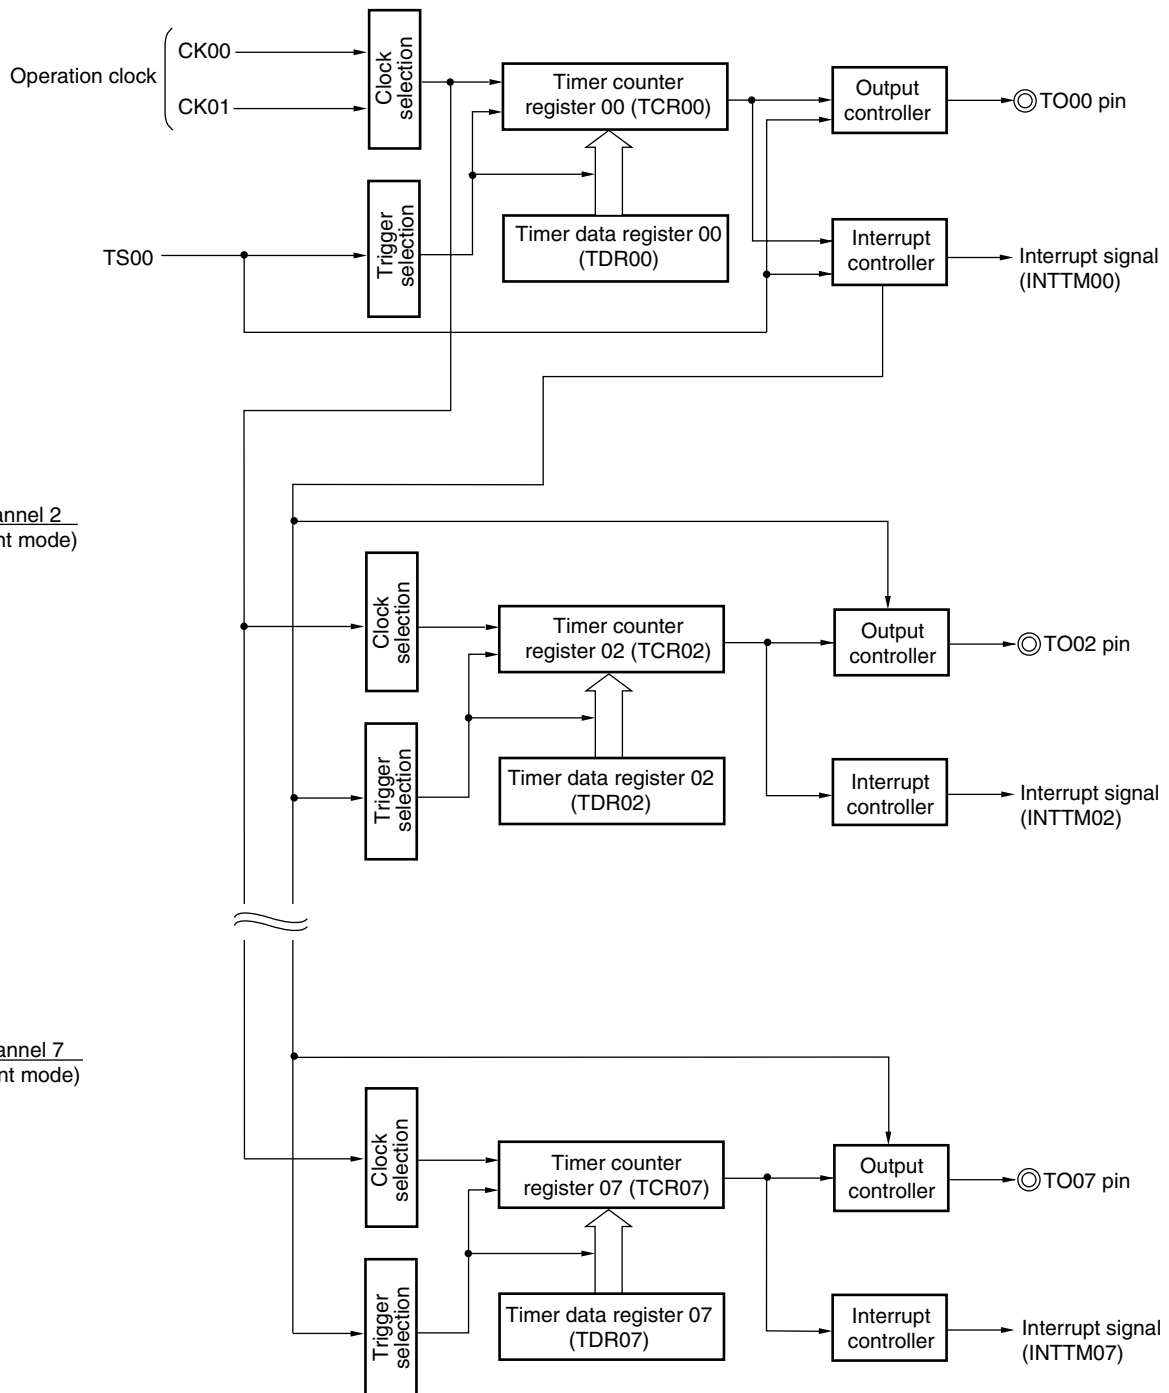 Operation clock
CK00
CK01
Clock
selection
Timer counter
register 00 (TCR00)
Output
controller
TO00 pin
TS00
Trigger
selection
Timer data register 00
(TDR00)
Interrupt
controller
Interrupt signal
(INTTM00)
annel 2
nt mode)
Clock
selection
Timer counter
register 02 (TCR02)
Output
controller
TO02 pin
Trigger
selection
Timer data register 02
(TDR02)
Interrupt
controller
Interrupt signal
(INTTM02)
annel 7
nt mode)
Clock
selection
Timer counter
register 07 (TCR07)
Output
controller
TO07 pin
Trigger
selection
Timer data register 07
(TDR07)
Interrupt
controller
Interrupt signal
(INTTM07)